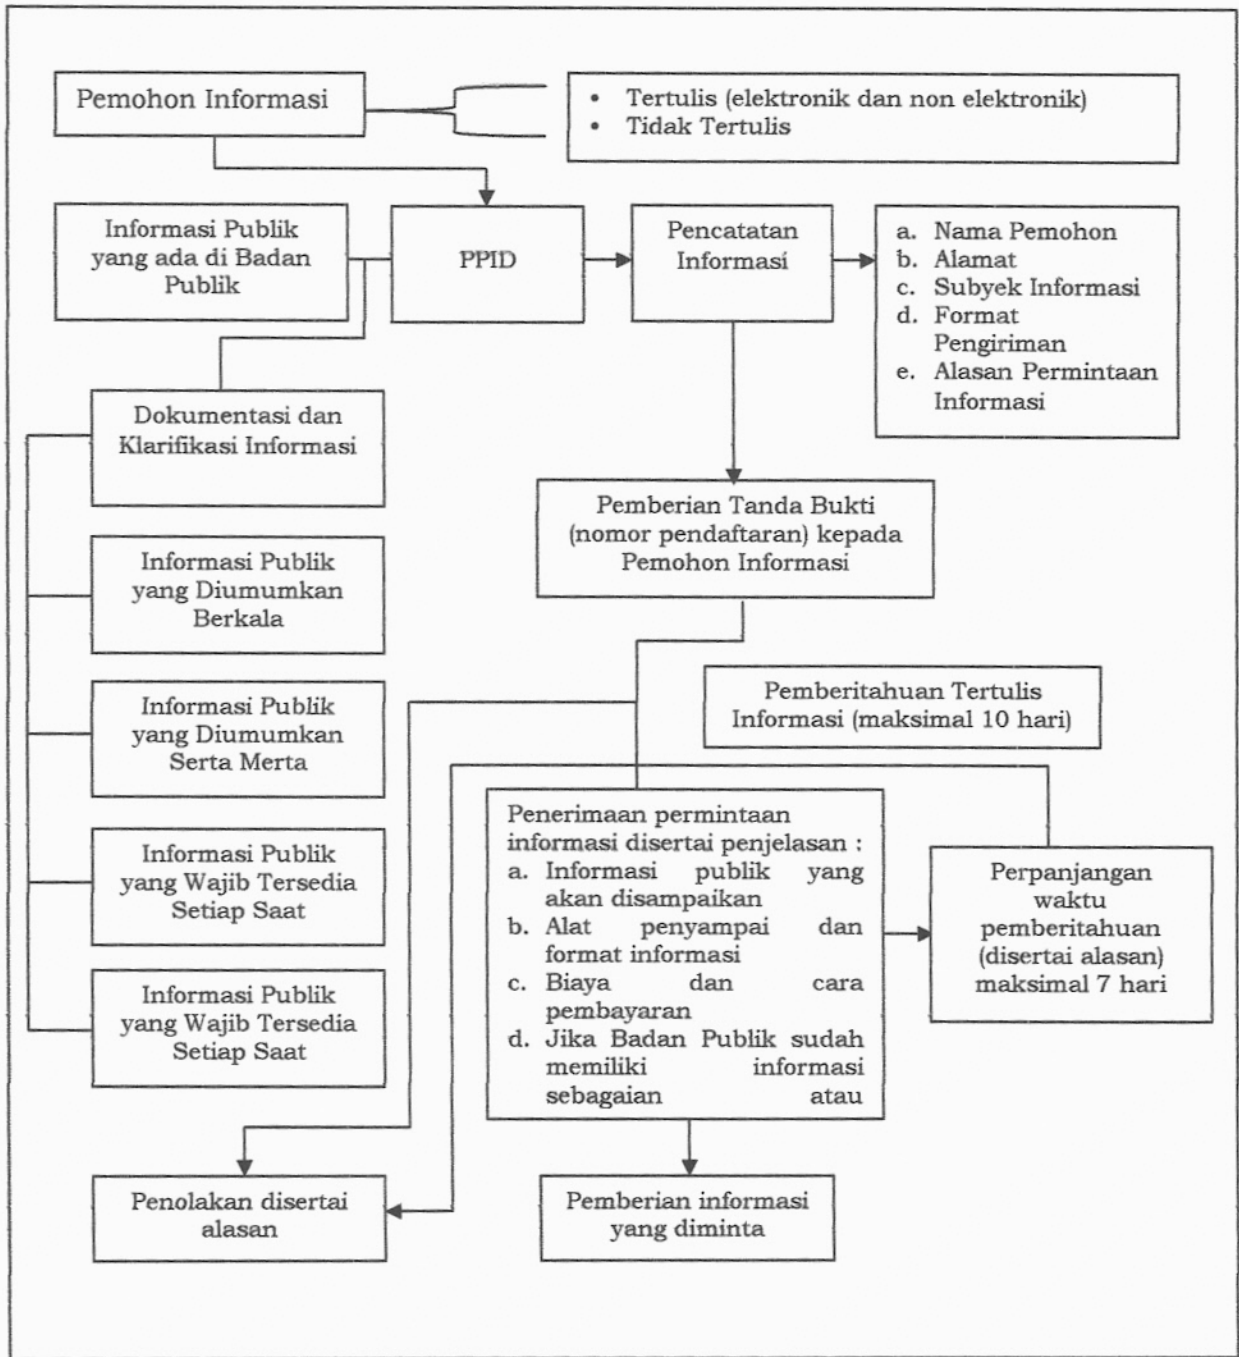 Pemohon Informasi
• Tertulis (elektronik dan non elektronik)
• Tidak Tertulis
Informasi Publik
yang ada di Badan
Publik
PPID
Pencatatan
Informasi
a. Nama Pemohon
b. Alamat
c. Subyek Informasi
d. Format
Pengiriman
e. Alasan Permintaan
Informasi
Dokumentasi dan
Klarifikasi Informasi
Pemberian Tanda Bukti
(nomor pendaftaran) kepada
Pemohon Informasi
Informasi Publik
yang Diumumkan
Berkala
Pemberitahuan Tertulis
Informasi (maksimal 10 hari)
Informasi Publik
yang Diumumkan
Serta Merta
Penerimaan permintaan
informasi disertai penjelasan :
a. Informasi publik yang
akan disampaikan
b. Alat penyampai dan
format informasi
c. Biaya dan cara
pembayaran
d. Jika Badan Publik sudah
memiliki informasi
sebagaian atau
Perpanjangan
waktu
pemberitahuan
(disertai alasan)
maksimal 7 hari
Informasi Publik
yang Wajib Tersedia
Setiap Saat
Informasi Publik
yang Wajib Tersedia
Setiap Saat
Penolakan disertai
alasan
Pemberian informasi
yang diminta